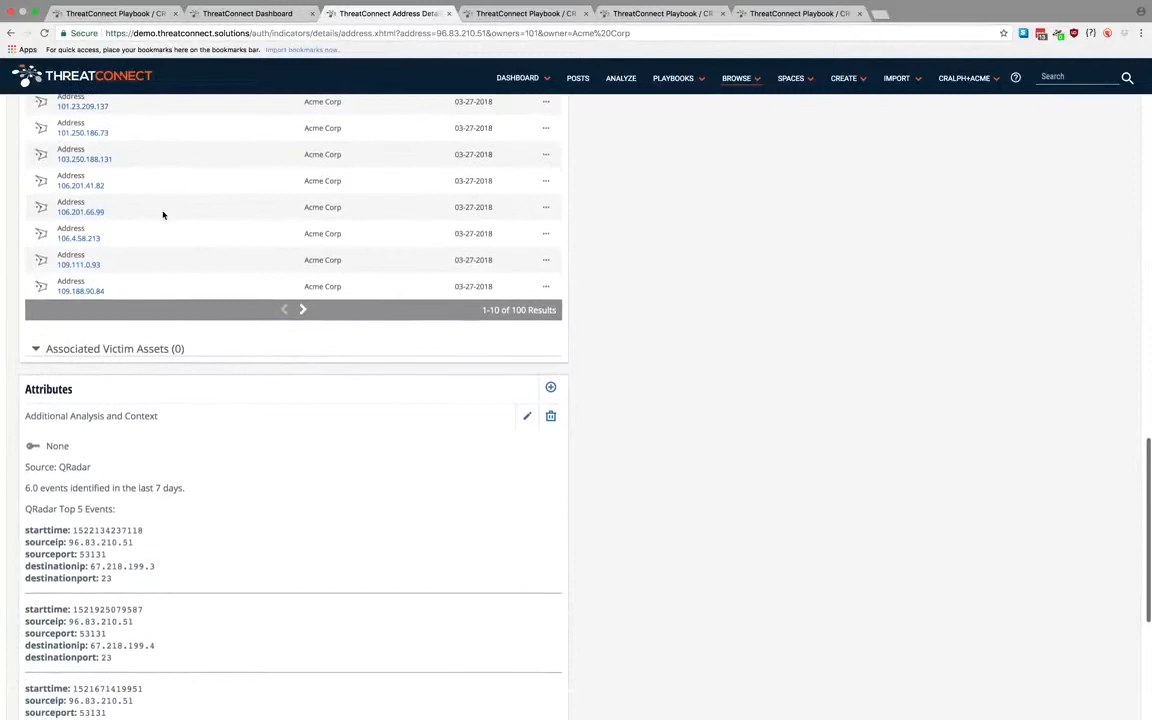 ThreatConnect Playbook / CR
ThreatConnect Dashboard
ThreatConnect Address Detai
ThreatConnect Playbook / CR
ThreatConnect Playbook / CR
ThreatConnect Playbook / CR
Secure https://demo.threatconnect.solutions/auth/indicators/details/address.xhtml?address=96.83.210.51&owners=101&owner=Acme%20Corp
Apps For quick access, place your bookmarks here on the bookmarks bar. Import bookmarks now...
THREATCONNECT DASHBOARD POSTS ANALYZE PLAYBOOKS BROWSE SPACES CREATE IMPORT CRALPH+ACME Search
Address
101.23.209.137 Acme Corp 03-27-2018
Address
101.250.186.73 Acme Corp 03-27-2018
Address
103.250.188.131 Acme Corp 03-27-2018
Address
106.201.41.82 Acme Corp 03-27-2018
Address
106.201.66.99 Acme Corp 03-27-2018
Address
106.4.58.213 Acme Corp 03-27-2018
Address
109.111.0.93 Acme Corp 03-27-2018
Address
109.188.90.84 Acme Corp 03-27-2018
1-10 of 100 Results
Associated Victim Assets (0)
Attributes
Additional Analysis and Context
None
Source: QRadar
6.0 events identified in the last 7 days.
QRadar Top 5 Events:
starttime: 1522134237118
sourceip: 96.83.210.51
sourceport: 53131
destinationip: 67.218.199.3
destinationport: 23
starttime: 1521925079587
sourceip: 96.83.210.51
sourceport: 53131
destinationip: 67.218.199.4
destinationport: 23
starttime: 1521671419951
sourceip: 96.83.210.51
sourceport: 53131